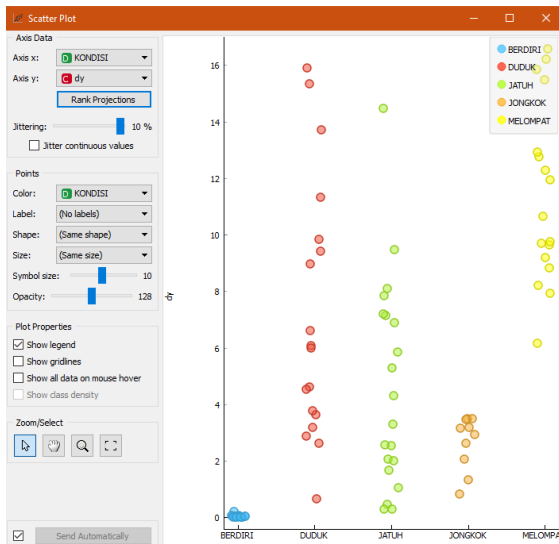 Scatter Plot
Axis Data
Axis x: D KONDISI
Axis y: C dy
Rank Projections
Jittering: 10 %
Jitter continuous values
Points
Color: D KONDISI
Label: (No labels)
Shape: (Same shape)
Size: (Same size)
Symbol size: 10
Opacity: 128
Plot Properties
Show legend
Show gridlines
Show all data on mouse hover
Show class density
Zoom/Select
Send Automatically
dy
16
14
12
10
8
6
4
2
0
BERDIRI DUDUK JATUH JONGKOK MELOMPAT
BERDIRI
DUDUK
JATUH
JONGKOK
MELOMPAT